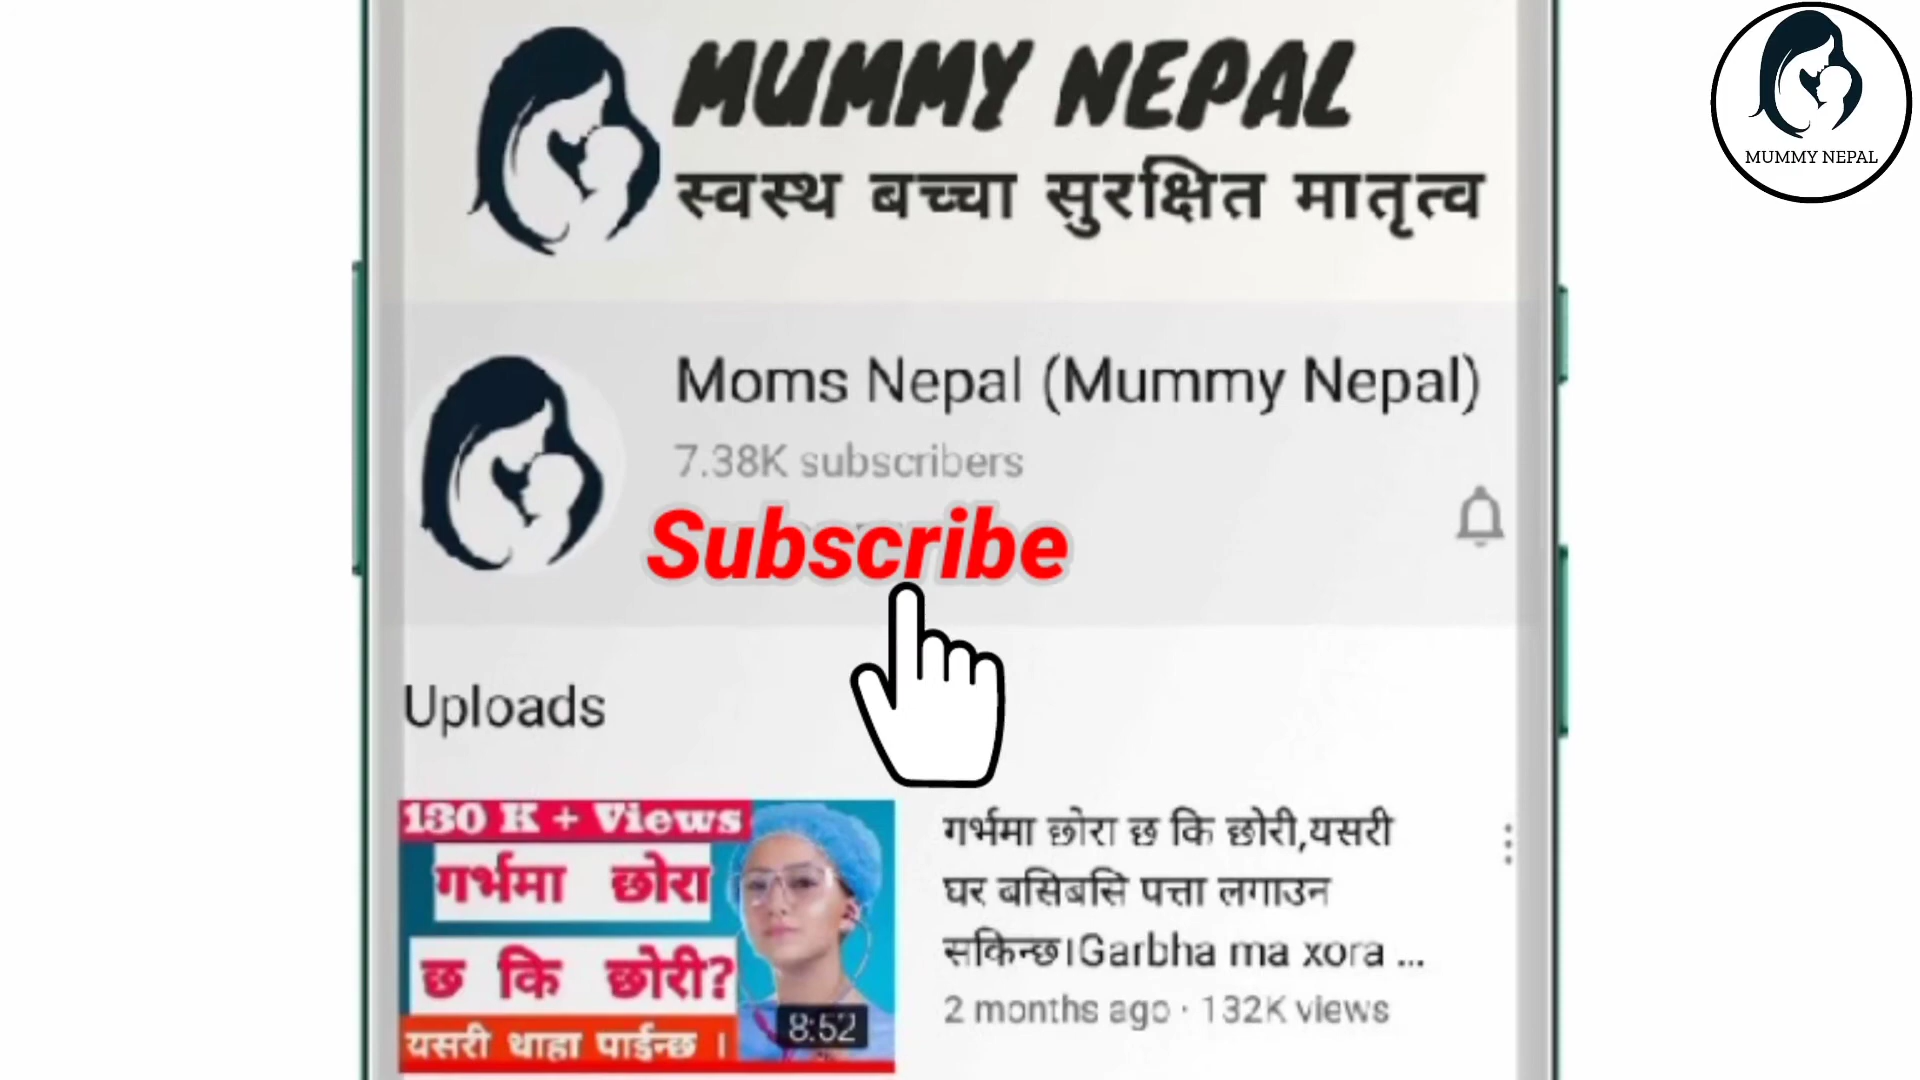 MUMMY NEPAL
स्वस्थ बच्चा सुरक्षित मातृत्व
MUMMY NEPAL
Moms Nepal (Mummy Nepal)
7.38K subscribers
Subscribe
Uploads
130 K + Views
गर्भमा छोरा
छ कि छोरी?
यसरी थाहा पाईन्छ ।
8:52
गर्भमा छोरा छ कि छोरी,यसरी
घर बसिबसि पत्ता लगाउन
सकिन्छ।Garbha ma xora ...
2 months ago · 132K views